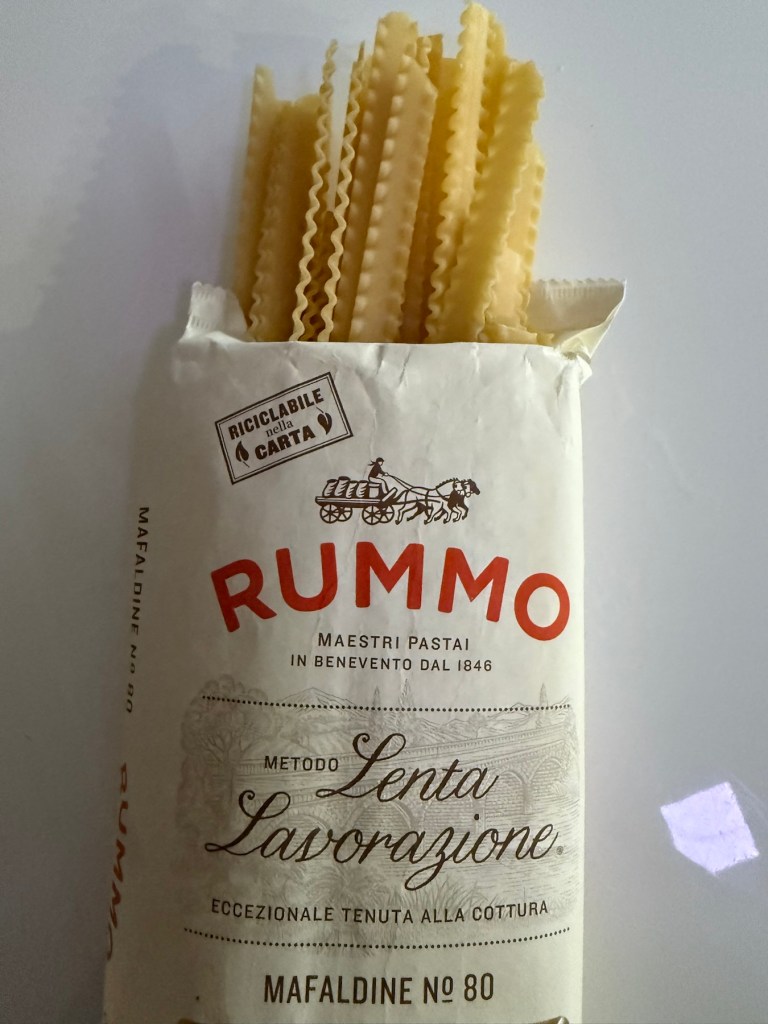 RICICLABILE
nella
CARTA
RUMMO
MAESTRI PASTAI
IN BENEVENTO DAL 1846
METODO Lenta
Lavorazione®
ECCEZIONALE TENUTA ALLA COTTURA
MAFALDINE Nº 80
MAFALDINE Nº 80
RUMMO